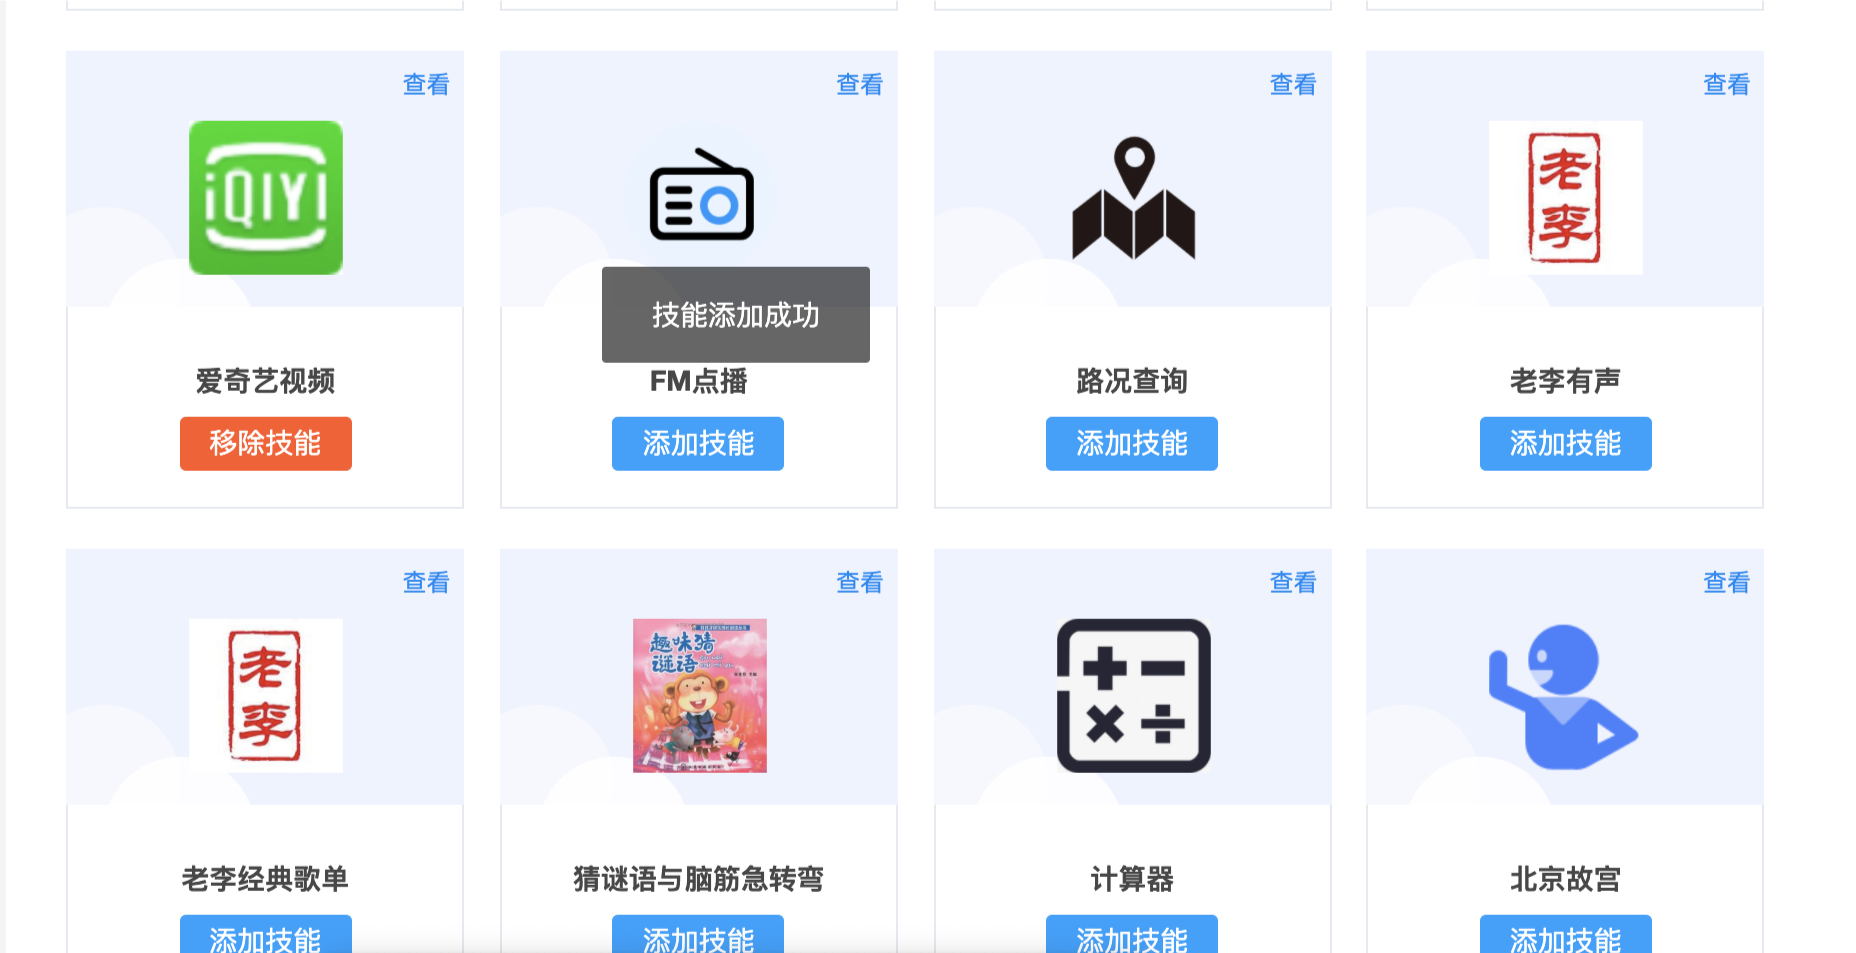 查看
查看
查看
查看
iQIYI
老
李
技能添加成功
爱奇艺视频
FM点播
路况查询
老李有声
移除技能
添加技能
添加技能
添加技能
查看
查看
查看
查看
老
李
趣味猜
谜语
老李经典歌单
猜谜语与脑筋急转弯
计算器
北京故宫
添加技能
添加技能
添加技能
添加技能